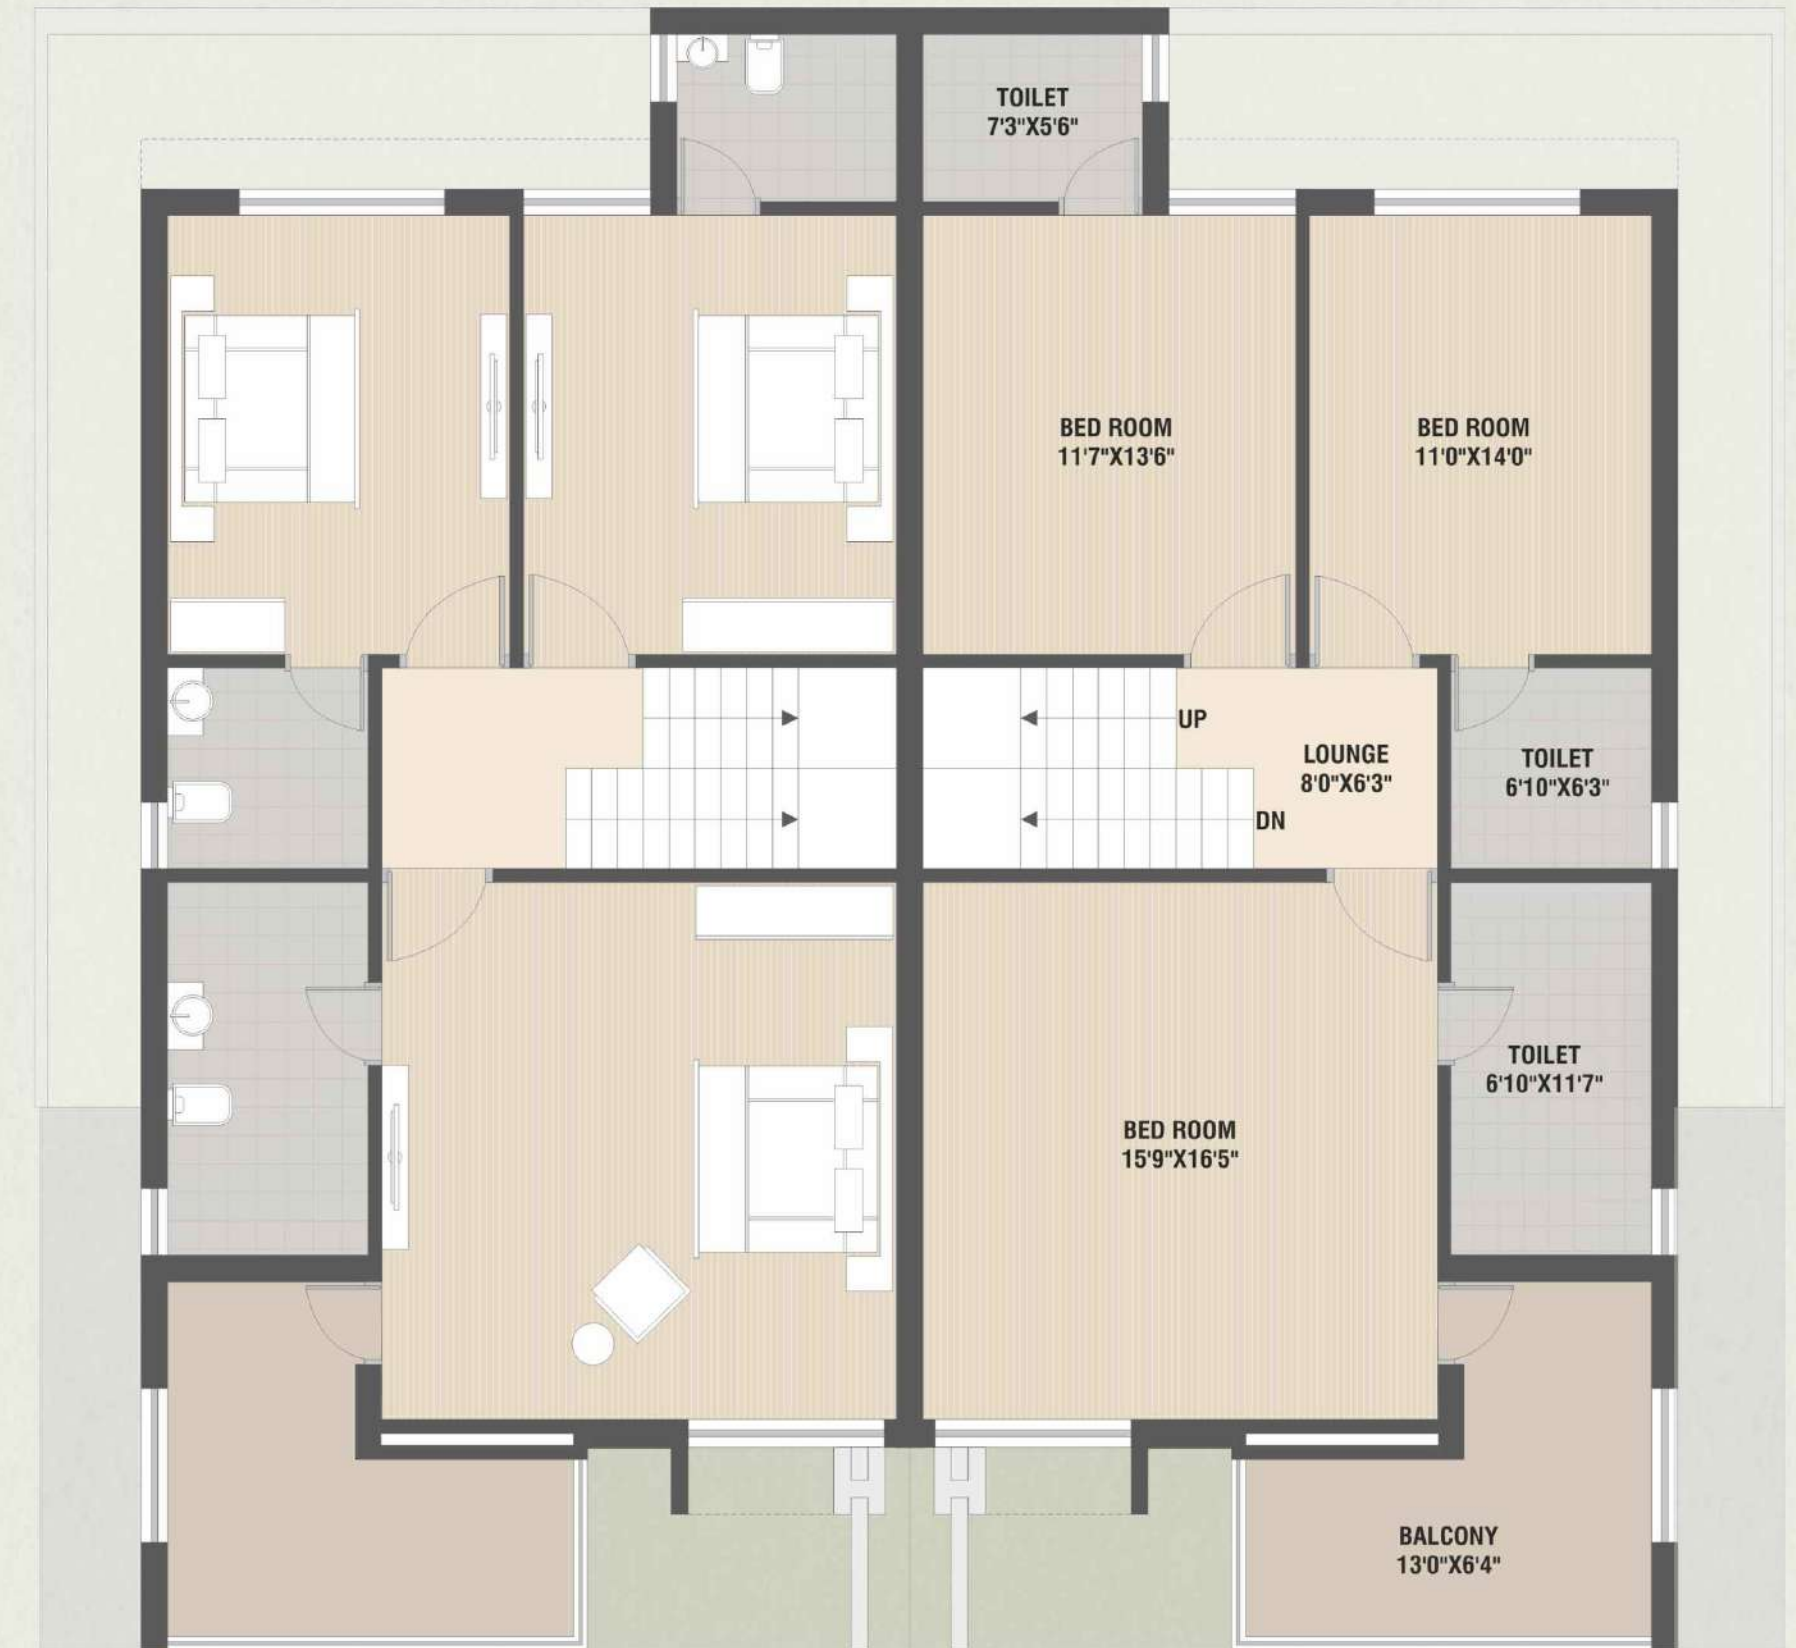 TOILET
7'3"X5'6"
BED ROOM
11'7"X13'6"
BED ROOM
11'0"X14'0"
UP
LOUNGE
8'0"X6'3"
DN
TOILET
6'10"X6'3"
TOILET
6'10"X11'7"
BED ROOM
15'9"X16'5"
BALCONY
13'0"X6'4"